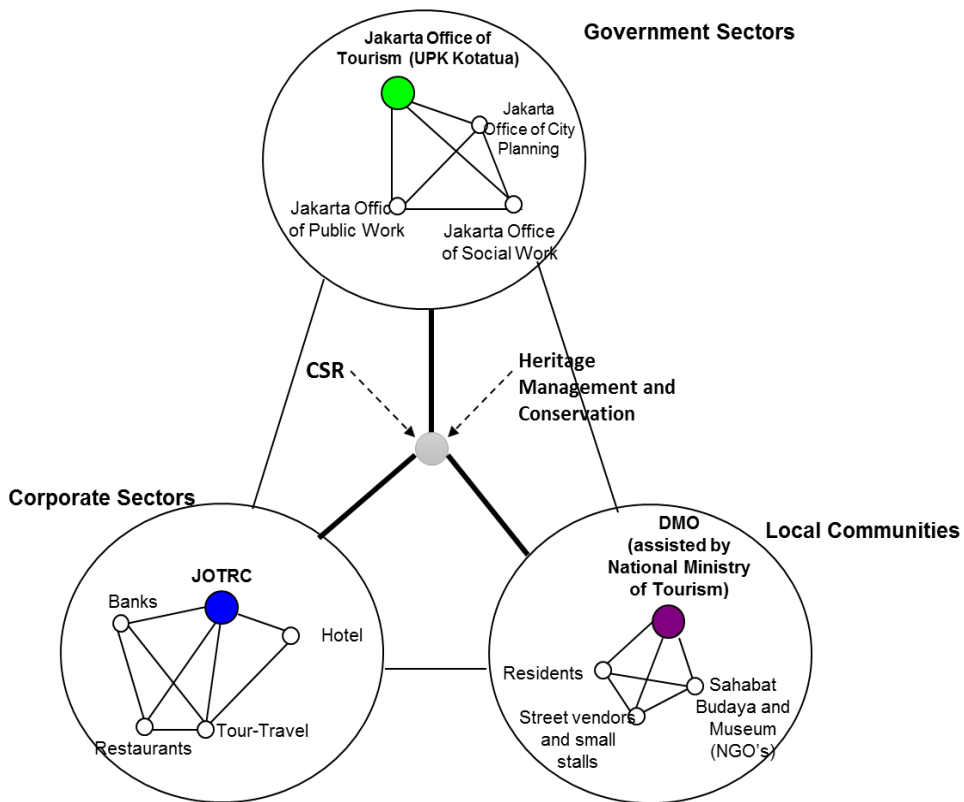 Government Sectors
Jakarta Office of
Tourism (UPK Kotatua)
Jakarta
Office of City
Planning
Jakarta Office
of Public Work
Jakarta Office
of Social Work
CSR
Heritage
Management and
Conservation
Corporate Sectors
JOTRC
Banks
Hotel
Restaurants
Tour-Travel
Local Communities
DMO
(assisted by
National Ministry
of Tourism)
Residents
Sahabat
Budaya and
Museum
(NGO's)
Street vendors
and small
stalls